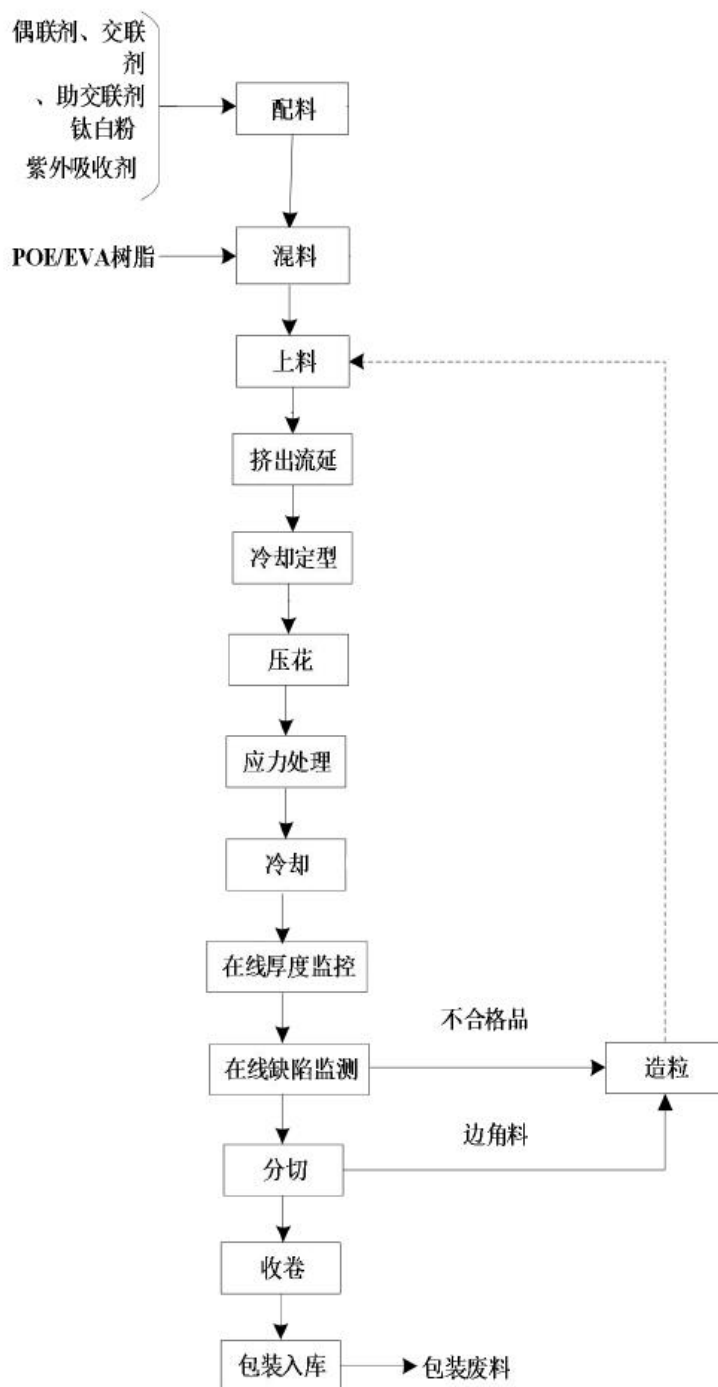 偶联剂、交联
剂
、助交联剂
钛白粉
紫外吸收剂
配料
POE/EVA树脂
混料
上料
挤出流延
冷却定型
压花
应力处理
冷却
在线厚度监控
不合格品
在线缺陷监测
造粒
边角料
分切
收卷
包装入库
包装废料